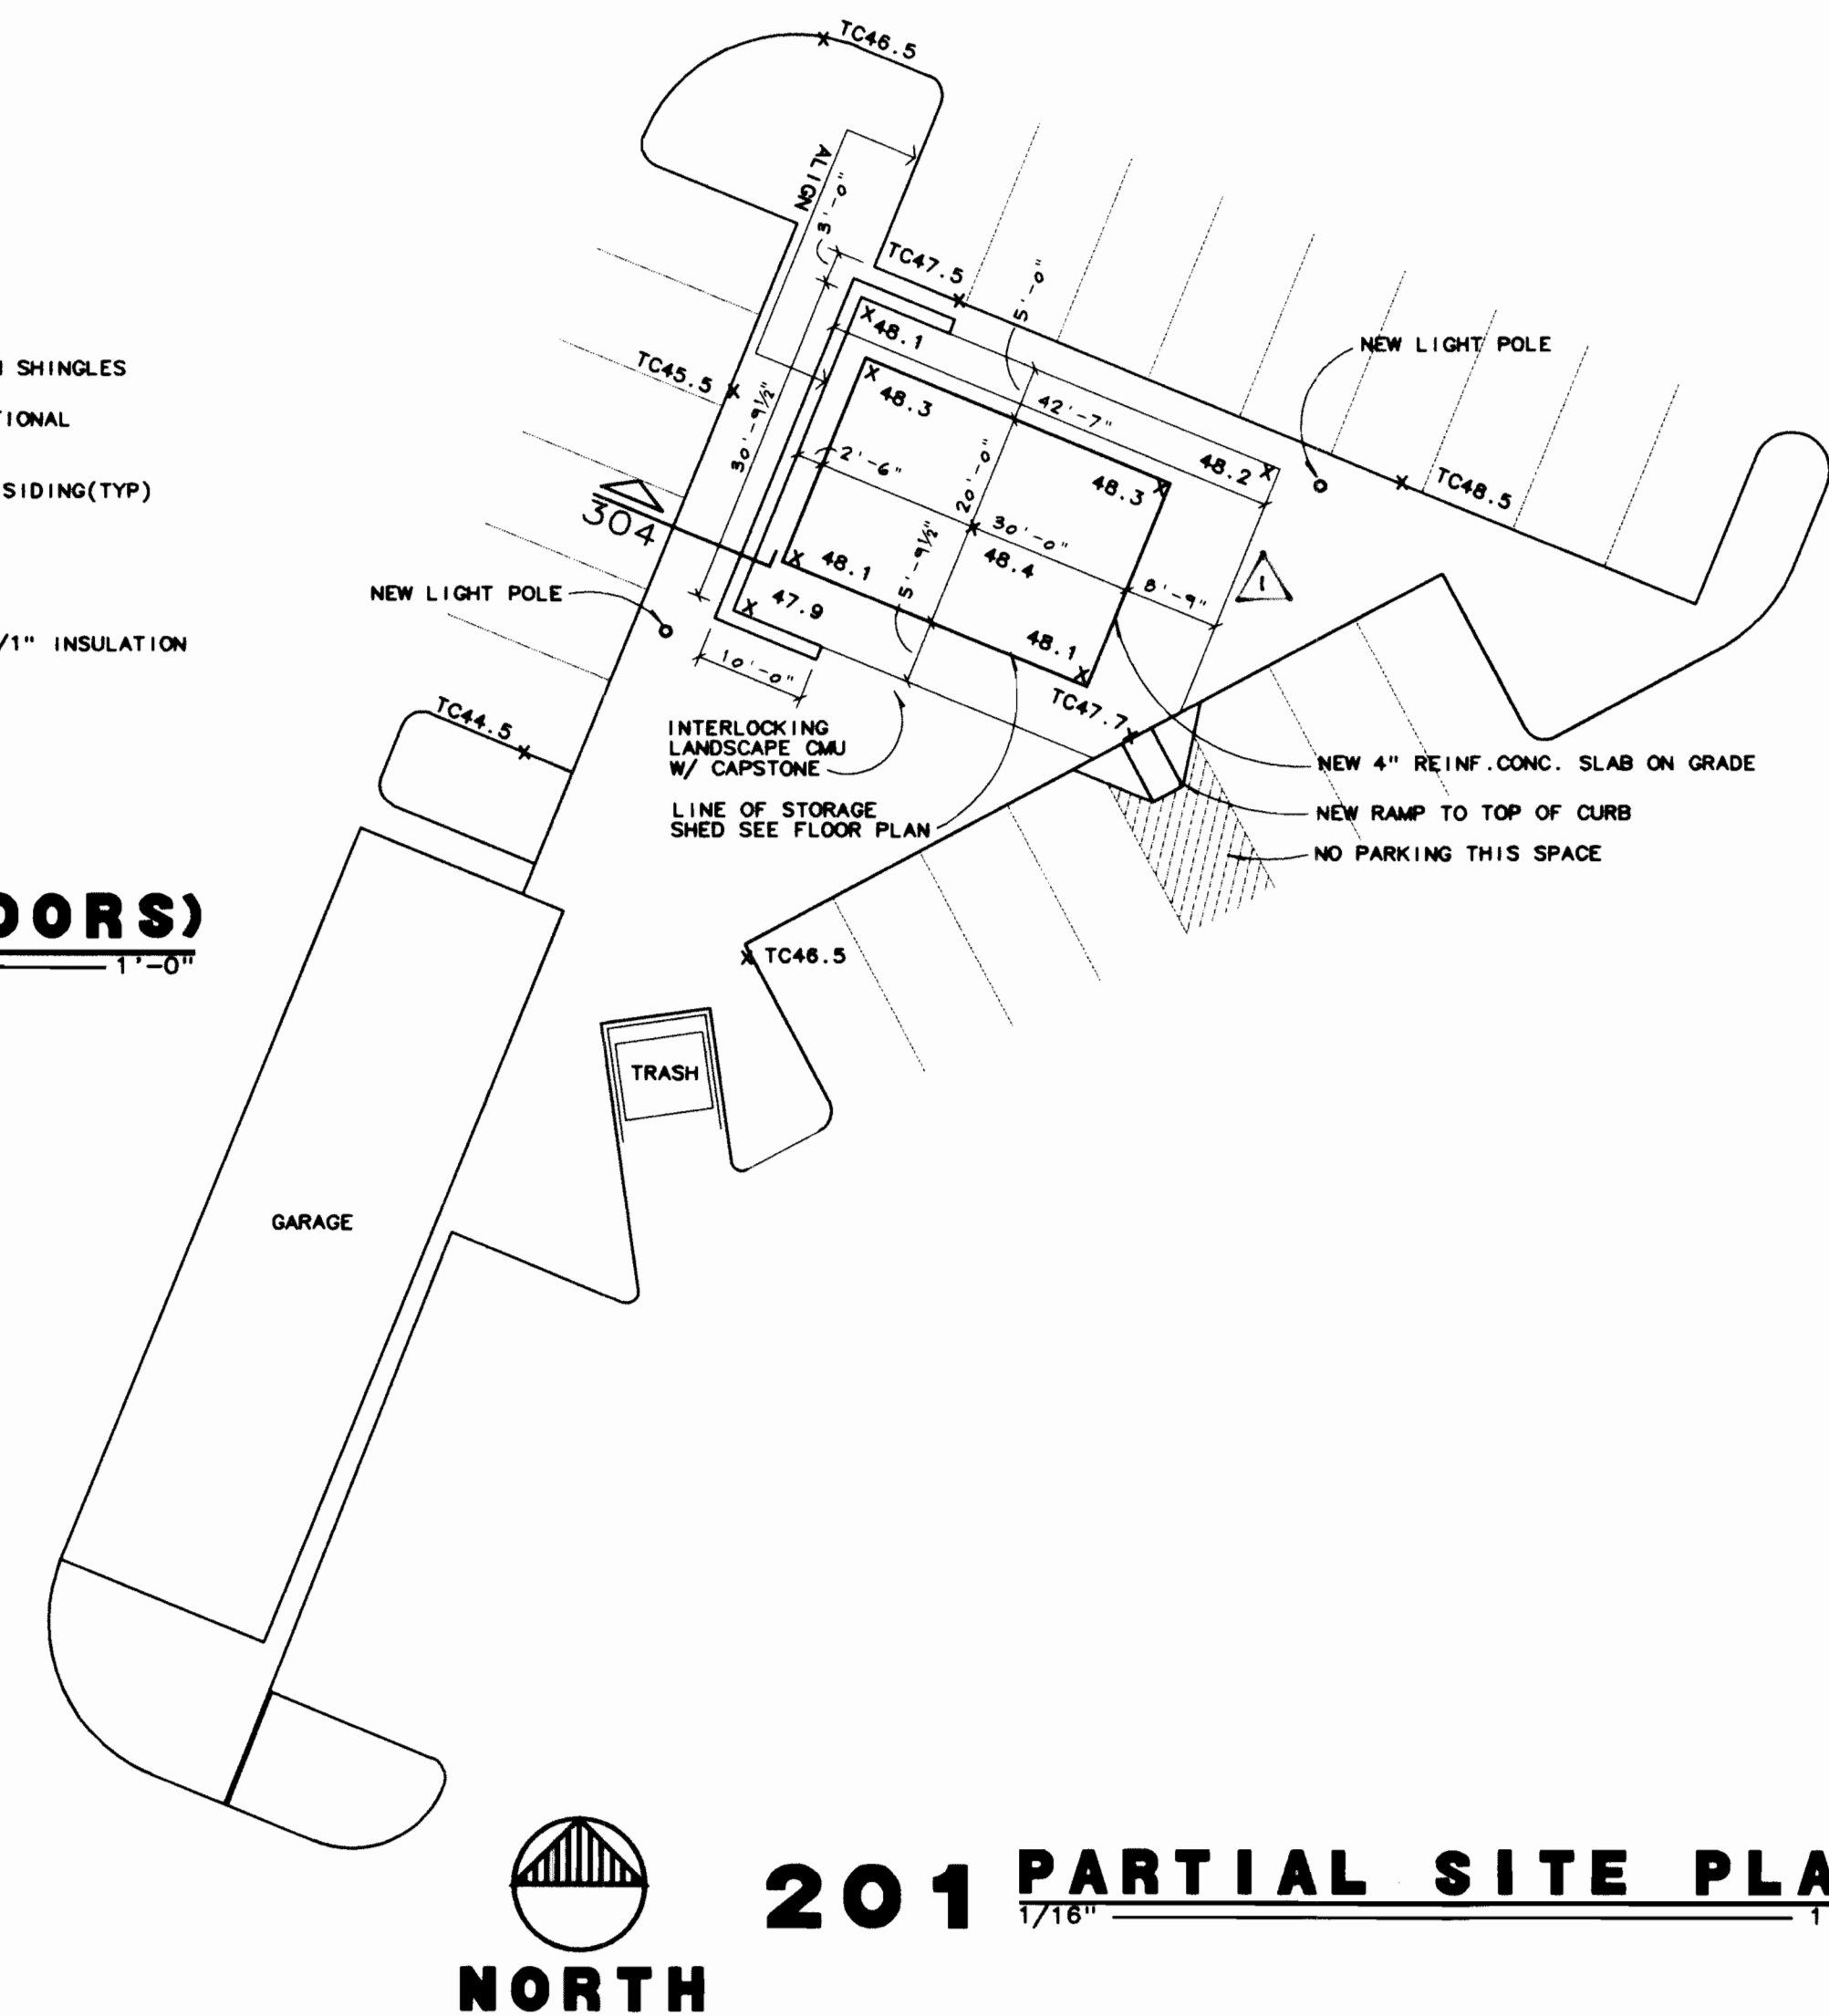 TC46.5
ALIGN
3'-0"
TC47.5
5'-0"
NEW LIGHT POLE
48.1
SHINGLES
TC45.5
48.3
42'-7"
TIONAL
30'-9½"
2'-6"
20'-0"
48.2
48.3
TC48.5
SIDING(TYP)
304
30'-0"
5'-9½"
48.1
48.4
8'-9"
1
NEW LIGHT POLE
47.9
48.1
/1" INSULATION
10'-0"
TC44.5
TC47.7
INTERLOCKING
LANDSCAPE CMU
W/ CAPSTONE
NEW 4" REINF.CONC. SLAB ON GRADE
LINE OF STORAGE
SHED SEE FLOOR PLAN
NEW RAMP TO TOP OF CURB
NO PARKING THIS SPACE
OORS)
1'-0"
TC46.5
TRASH
GARAGE
201 PARTIAL SITE PLA
1/16" 1
NORTH